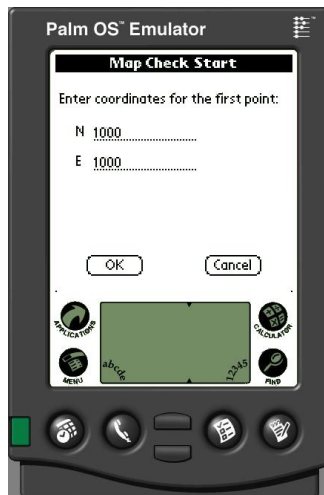 Palm OS™ Emulator
Map Check Start
Enter coordinates for the first point:
N 1000
E 1000
OK Cancel
APPLICATIONS
CALCULATOR
MENU
abcde
12345
FIND